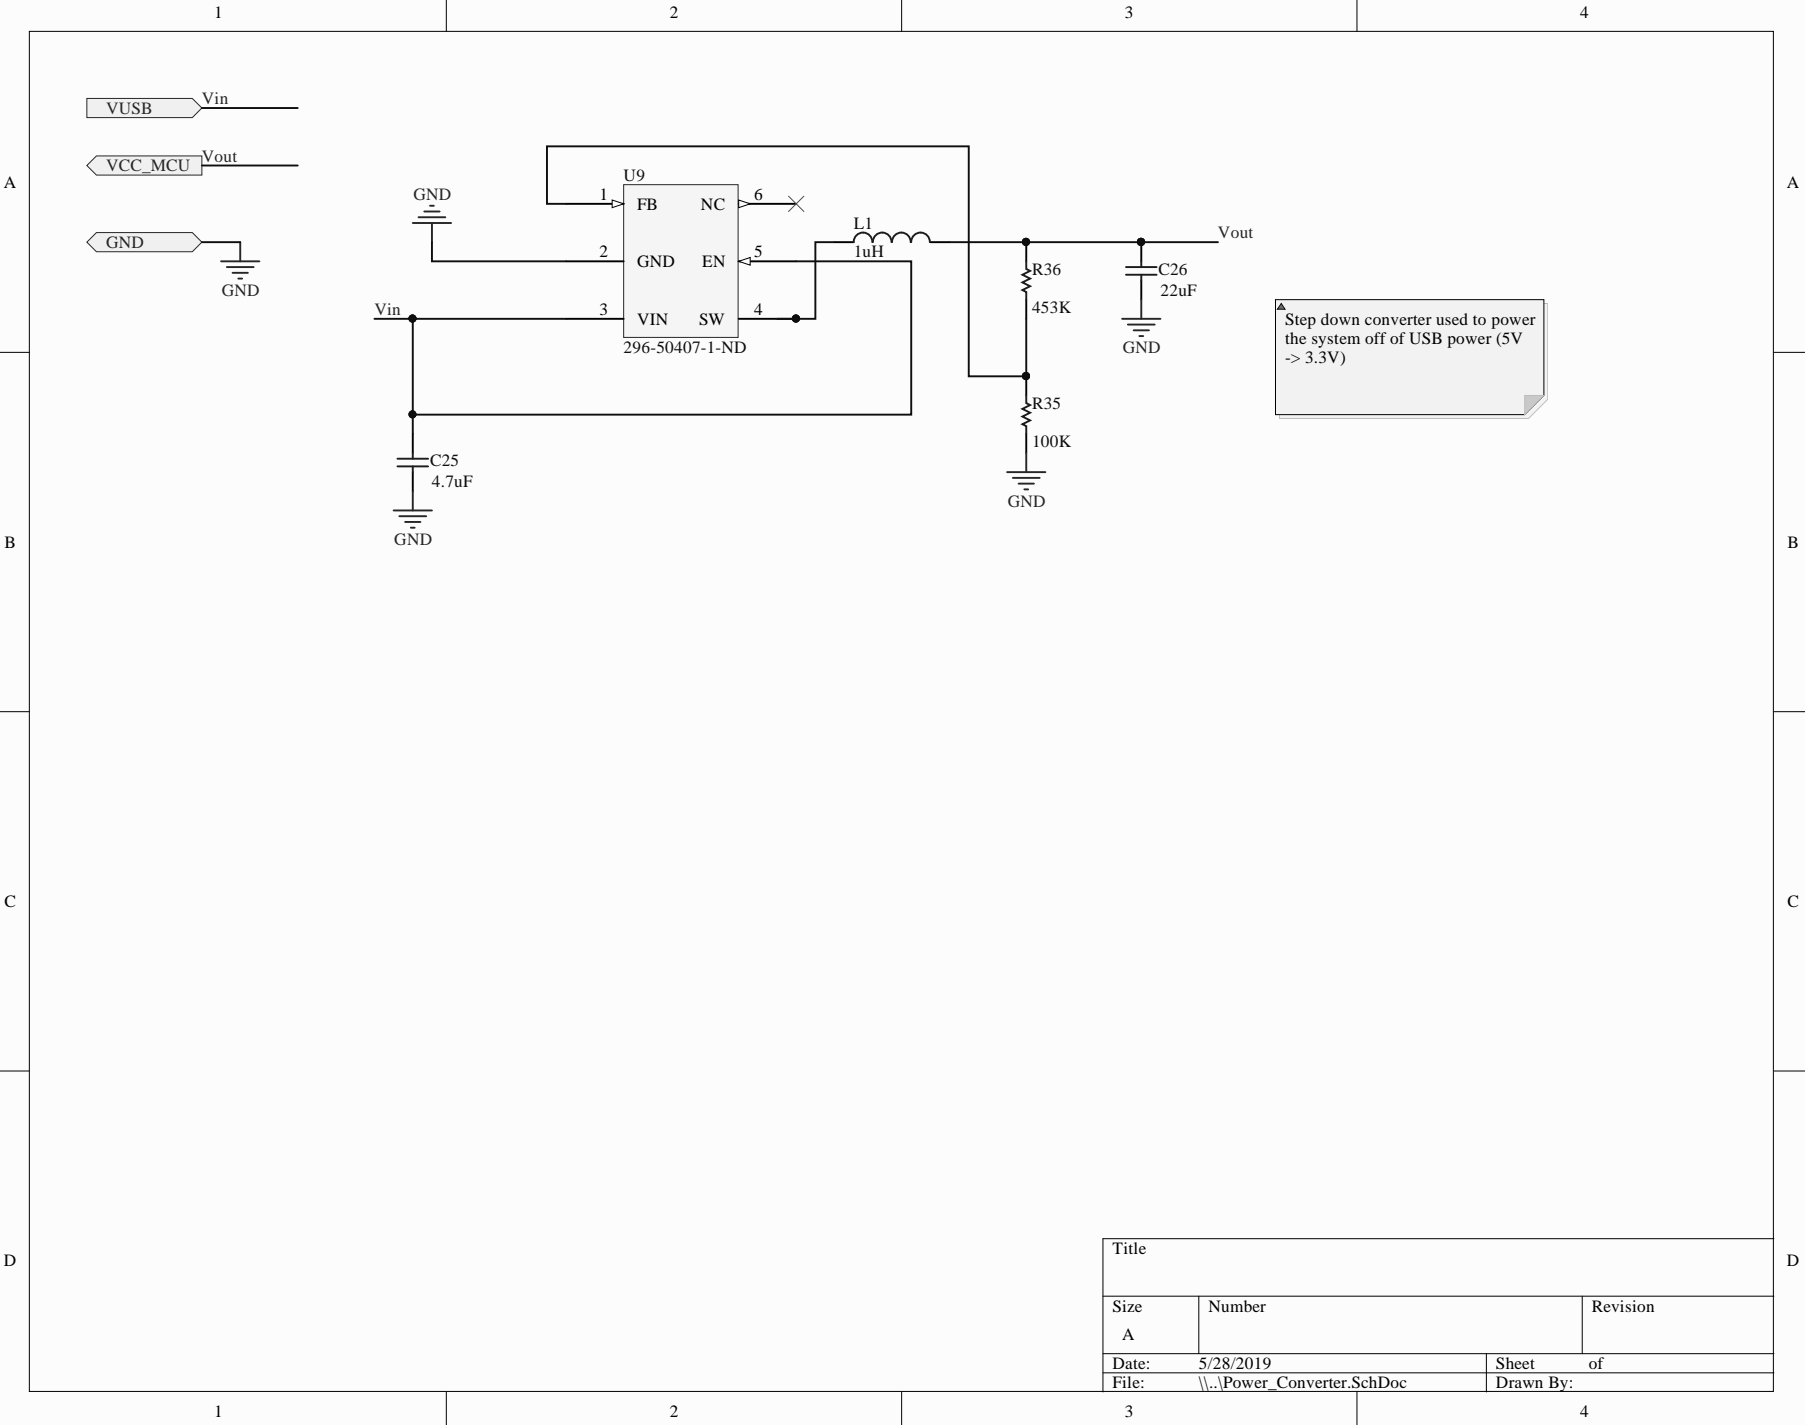 1 2 3 4
VUSB Vin
VCC_MCU Vout
GND
GND
A A
GND
U9
1 FB NC 6
2 GND EN 5
3 VIN SW 4
296-50407-1-ND
Vin
L1
1uH
Vout
R36
453K
C26
22uF
GND
R35
100K
GND
C25
4.7uF
GND
Step down converter used to power
the system off of USB power (5V
-> 3.3V)
B B
C C
D D
Title
Size Number Revision
A
Date: 5/28/2019 Sheet of
File: \\..\Power_Converter.SchDoc Drawn By:
1 2 3 4